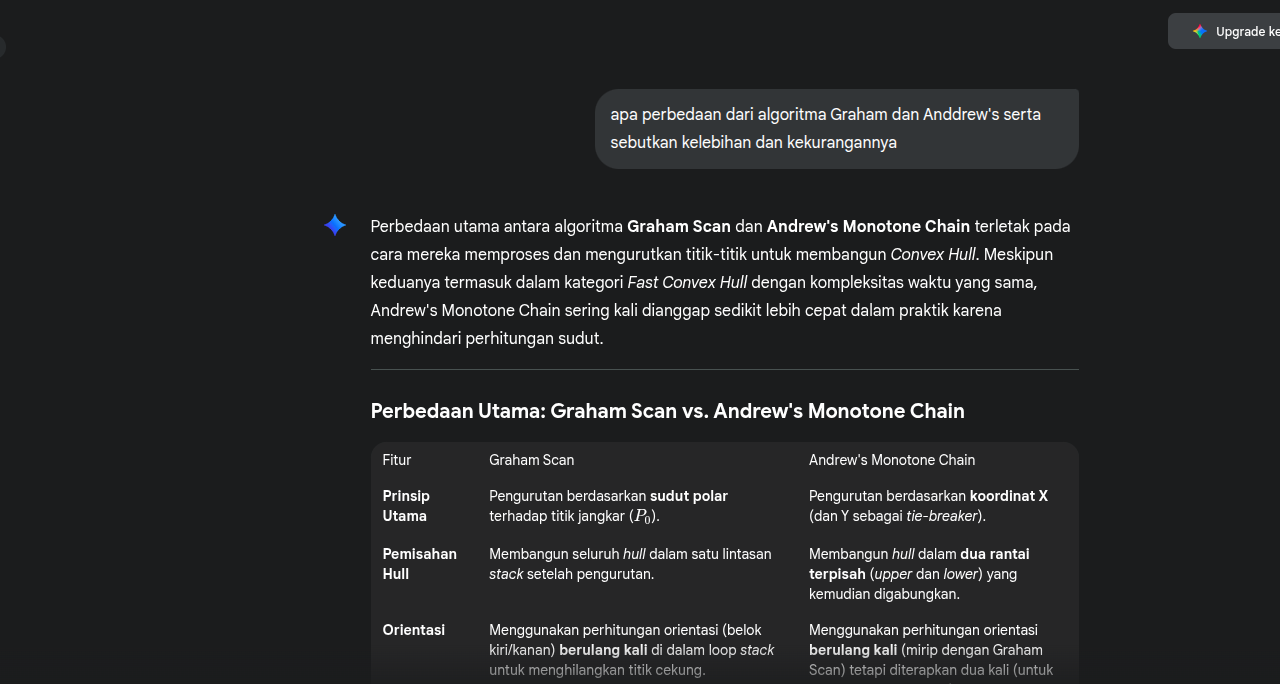 Upgrade ke
apa perbedaan dari algoritma Graham dan Anddrew's serta
sebutkan kelebihan dan kekurangannya
Perbedaan utama antara algoritma Graham Scan dan Andrew's Monotone Chain terletak pada
cara mereka memproses dan mengurutkan titik-titik untuk membangun Convex Hull. Meskipun
keduanya termasuk dalam kategori Fast Convex Hull dengan kompleksitas waktu yang sama,
Andrew's Monotone Chain sering kali dianggap sedikit lebih cepat dalam praktik karena
menghindari perhitungan sudut.
Perbedaan Utama: Graham Scan vs. Andrew's Monotone Chain
Fitur Graham Scan Andrew's Monotone Chain
Prinsip Pengurutan berdasarkan sudut polar Pengurutan berdasarkan koordinat X
Utama terhadap titik jangkar (P₀). (dan Y sebagai tie-breaker).
Pemisahan Membangun seluruh hull dalam satu lintasan Membangun hull dalam dua rantai
Hull stack setelah pengurutan. terpisah (upper dan lower) yang
kemudian digabungkan.
Orientasi Menggunakan perhitungan orientasi (belok Menggunakan perhitungan orientasi
kiri/kanan) berulang kali di dalam loop stack berulang kali (mirip dengan Graham
untuk menghilangkan titik cekung. Scan) tetapi diterapkan dua kali (untuk